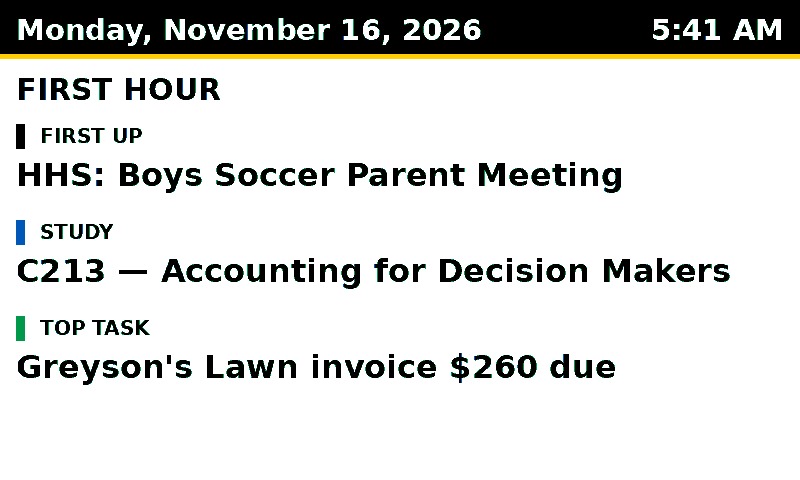 Monday, November 16, 2026 5:41 AM
FIRST HOUR
FIRST UP
HHS: Boys Soccer Parent Meeting
STUDY
C213 — Accounting for Decision Makers
TOP TASK
Greyson's Lawn invoice $260 due